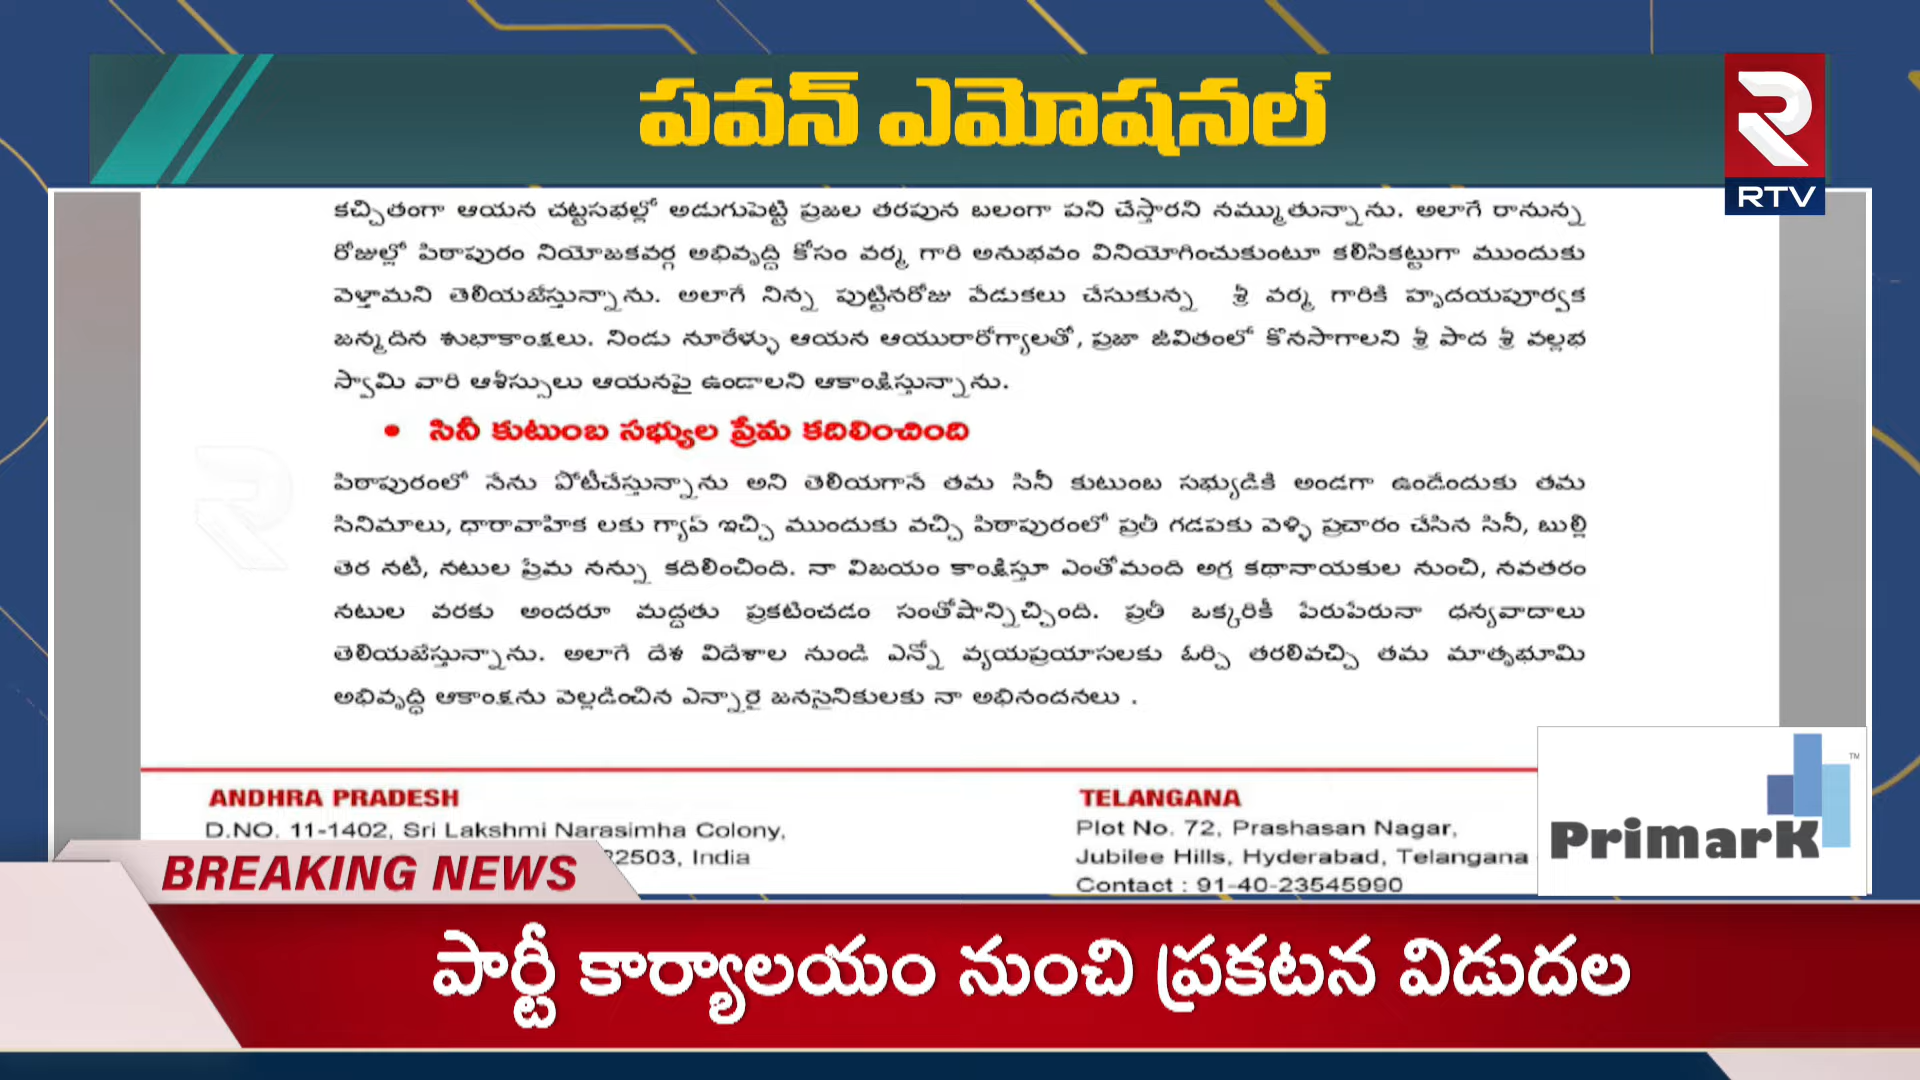 పవన్ ఎమోషనల్
RTV
కచ్చితంగా ఆయన చట్టసభల్లో అడుగుపెట్టి ప్రజల తరపున బలంగా పని చేస్తారని నమ్ముతున్నాను. అలాగే రానున్న
రోజుల్లో పిఠాపురం నియోజకవర్గ అభివృద్ది కోసం వర్మ గారి అనుభవం వినియోగించుకుంటూ కలిసికట్టుగా ముందుకు
వెళ్తామని తెలియజేస్తున్నాను. అలాగే నిన్న పుట్టినరోజు వేడుకలు చేసుకున్న శ్రీ వర్మ గారికి హృదయపూర్వక
జన్మదిన శుభాకాంక్షలు. నిండు నూరేళ్ళు ఆయన ఆయురారోగ్యాలతో, ప్రజా జీవితంలో కొనసాగాలని శ్రీ పాద శ్రీ వల్లభ
స్వామి వారి ఆశీస్సులు ఆయనపై ఉండాలని ఆకాంక్షిస్తున్నాను.
• సినీ కుటుంబ సభ్యుల ప్రేమ కదిలించింది
పిఠాపురంలో నేను పోటీచేస్తున్నాను అని తెలియగానే తమ సినీ కుటుంబ సభ్యుడికి అండగా ఉండేందుకు తమ
సినిమాలు, ధారావాహిక లకు గ్యాప్ ఇచ్చి ముందుకు వచ్చి పిఠాపురంలో ప్రతీ గడపకు వెళ్ళి ప్రచారం చేసిన సినీ, బుల్లి
తెర నటీ, నటుల ప్రేమ నన్ను కదిలించింది. నా విజయం కాంక్షిస్తూ ఎంతోమంది అగ్ర కథానాయకుల నుంచి, నవతరం
నటుల వరకు అందరూ మద్దతు ప్రకటించడం సంతోషాన్నిచ్చింది. ప్రతీ ఒక్కరికీ పేరుపేరునా ధన్యవాదాలు
తెలియజేస్తున్నాను. అలాగే దేశ విదేశాల నుండి ఎన్నో వ్యయప్రయాసలకు ఓర్చి తరలివచ్చి తమ మాతృభూమి
అభివృద్ధి ఆకాంక్షను వెల్లడించిన ఎన్నారై జనసైనికులకు నా అభినందనలు .
ANDHRA PRADESH
D.NO. 11-1402, Sri Lakshmi Narasimha Colony,
22503, India
TELANGANA
Plot No. 72, Prashasan Nagar,
Jubilee Hills, Hyderabad, Telangana
Contact : 91-40-23545990
PrimarK
TM
BREAKING NEWS
పార్టీ కార్యాలయం నుంచి ప్రకటన విడుదల